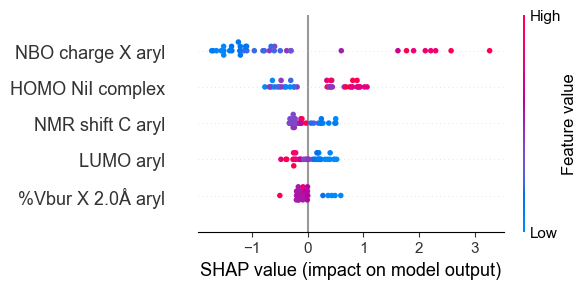 High
NBO charge X aryl
HOMO NiI complex
NMR shift C aryl
LUMO aryl
%Vbur X 2.0Å aryl
Feature value
Low
−1 0 1 2 3
SHAP value (impact on model output)